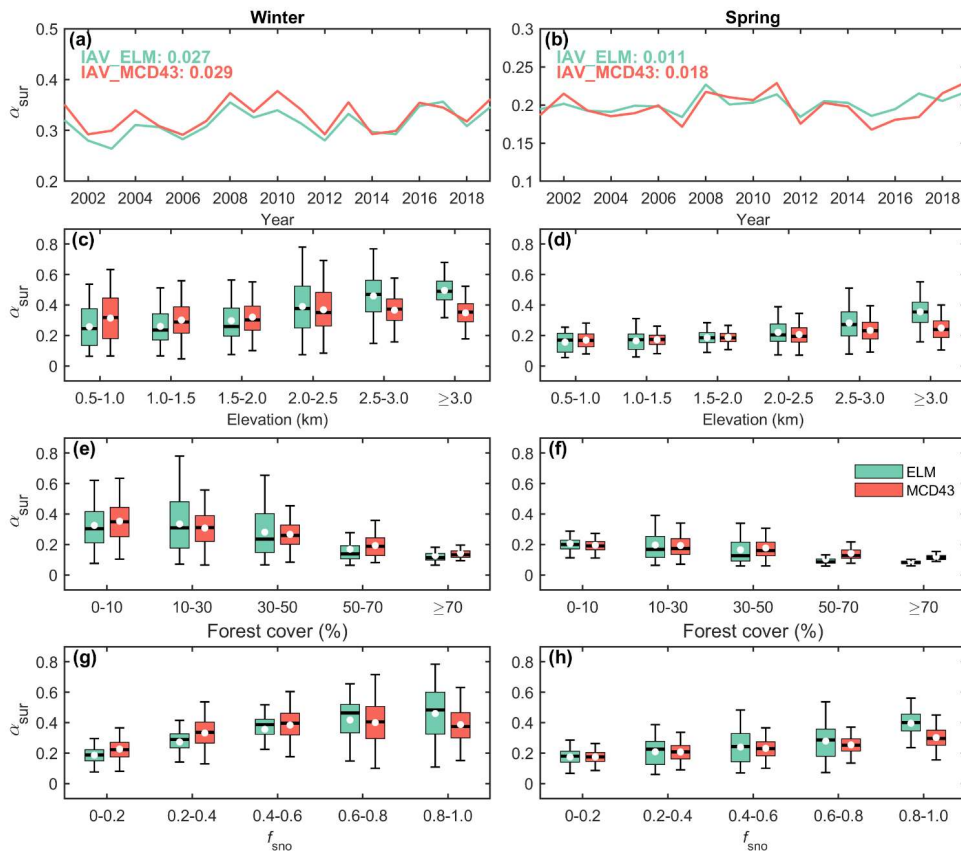 Winter
Spring
(a)
IAV_ELM: 0.027
IAV_MCD43: 0.029
0.5
0.4
0.3
0.2
α_sur
2002 2004 2006 2008 2010 2012 2014 2016 2018
Year
(b)
IAV_ELM: 0.011
IAV_MCD43: 0.018
0.3
0.25
0.2
0.15
0.1
2002 2004 2006 2008 2010 2012 2014 2016 2018
Year
(c)
0.8
0.6
0.4
0.2
0
α_sur
0.5-1.0 1.0-1.5 1.5-2.0 2.0-2.5 2.5-3.0 ≥3.0
Elevation (km)
(d)
0.8
0.6
0.4
0.2
0
0.5-1.0 1.0-1.5 1.5-2.0 2.0-2.5 2.5-3.0 ≥3.0
Elevation (km)
(e)
0.8
0.6
0.4
0.2
0
α_sur
0-10 10-30 30-50 50-70 ≥70
Forest cover (%)
(f)
ELM
MCD43
0.8
0.6
0.4
0.2
0
0-10 10-30 30-50 50-70 ≥70
Forest cover (%)
(g)
0.8
0.6
0.4
0.2
0
α_sur
0-0.2 0.2-0.4 0.4-0.6 0.6-0.8 0.8-1.0
f_sno
(h)
0.8
0.6
0.4
0.2
0
0-0.2 0.2-0.4 0.4-0.6 0.6-0.8 0.8-1.0
f_sno